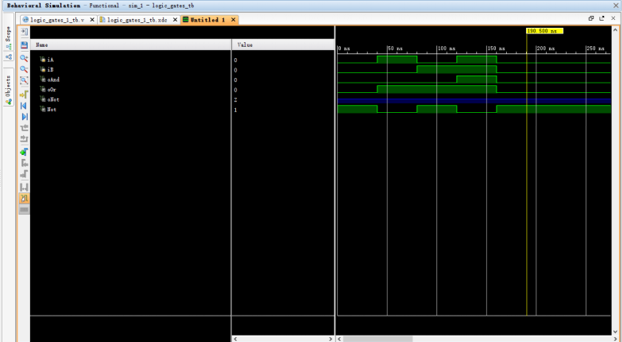 Behavioral Simulation - Functional - sim_1 - logic_gates_tb
logic_gates_1_tb.v × logic_gates_1_tb.xdc × Untitled 1 ×
Scope
Objects
Name Value
190.500 ns
0 ns 50 ns 100 ns 150 ns 200 ns 250 ns
iA 0
iB 0
oAnd 0
oOr 0
oNot Z
Not 1